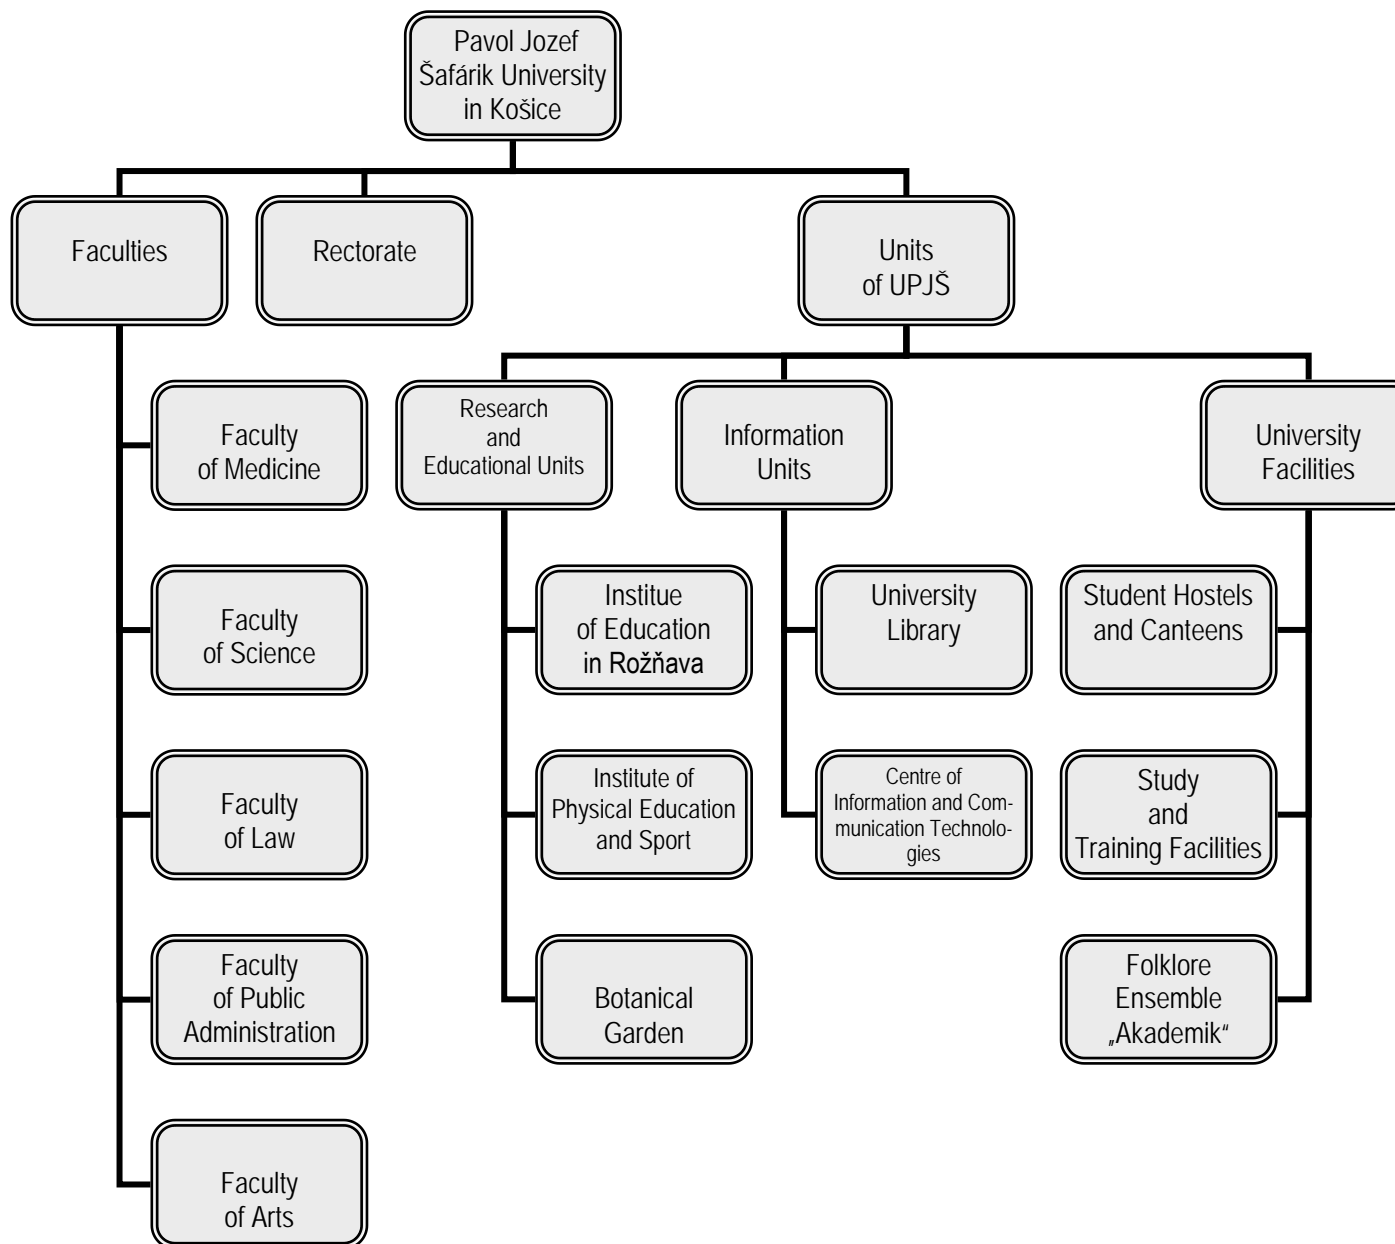 Pavol Jozef
Šafárik University
in Košice
Faculties
Rectorate
Units
of UPJŠ
Research
and
Educational Units
Information
Units
University
Facilities
Faculty
of Medicine
Faculty
of Science
Faculty
of Law
Faculty
of Public
Administration
Faculty
of Arts
Institue
of Education
in Rožňava
Institute of
Physical Education
and Sport
Botanical
Garden
University
Library
Centre of
Information and Com-
munication Technolo-
gies
Student Hostels
and Canteens
Study
and
Training Facilities
Folklore
Ensemble
„Akademik“